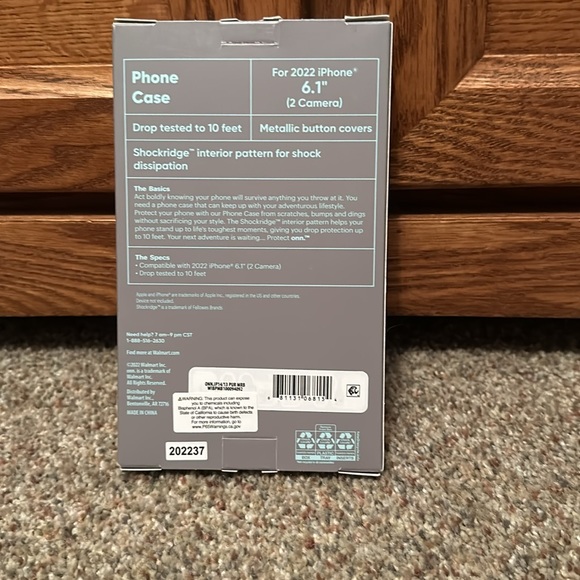 Phone
Case
For 2022 iPhone®
6.1"
(2 Camera)
Drop tested to 10 feet
Metallic button covers
Shockridge™ interior pattern for shock
dissipation
The Basics
Act boldly knowing your phone will survive anything you throw at it. You
need a phone case that can keep up with your adventurous lifestyle.
Protect your phone with our Phone Case from scratches, bumps and dings
without sacrificing your style. The Shockridge™ interior pattern helps your
phone stand up to life's toughest moments, giving you drop protection up
to 10 feet. Your next adventure is waiting... Protect onn.™
The Specs
• Compatible with 2022 iPhone® 6.1" (2 Camera)
• Drop tested to 10 feet
Apple and iPhone® are trademarks of Apple Inc., registered in the US and other countries.
Device not included.
Shockridge™ is a trademark of Fellowes Brands.
Need help? 7 am–9 pm CST
1-888-516-2630
Find more at Walmart.com
©2022 Walmart Inc.
onn. is a trademark of
Walmart Inc.
All Rights Reserved.
Distributed by
Walmart Inc.,
Bentonville, AR 72716
MADE IN CHINA
ONN,IP14/13 PUR MBB
81131 06813
⚠WARNING: This product can expose
you to chemicals including
Bisphenol A (BPA), which is known to the
State of California to cause birth defects
or other reproductive harm.
For more information, go to
www.P65Warnings.ca.gov
202237
PLASTIC
BOX TRAY